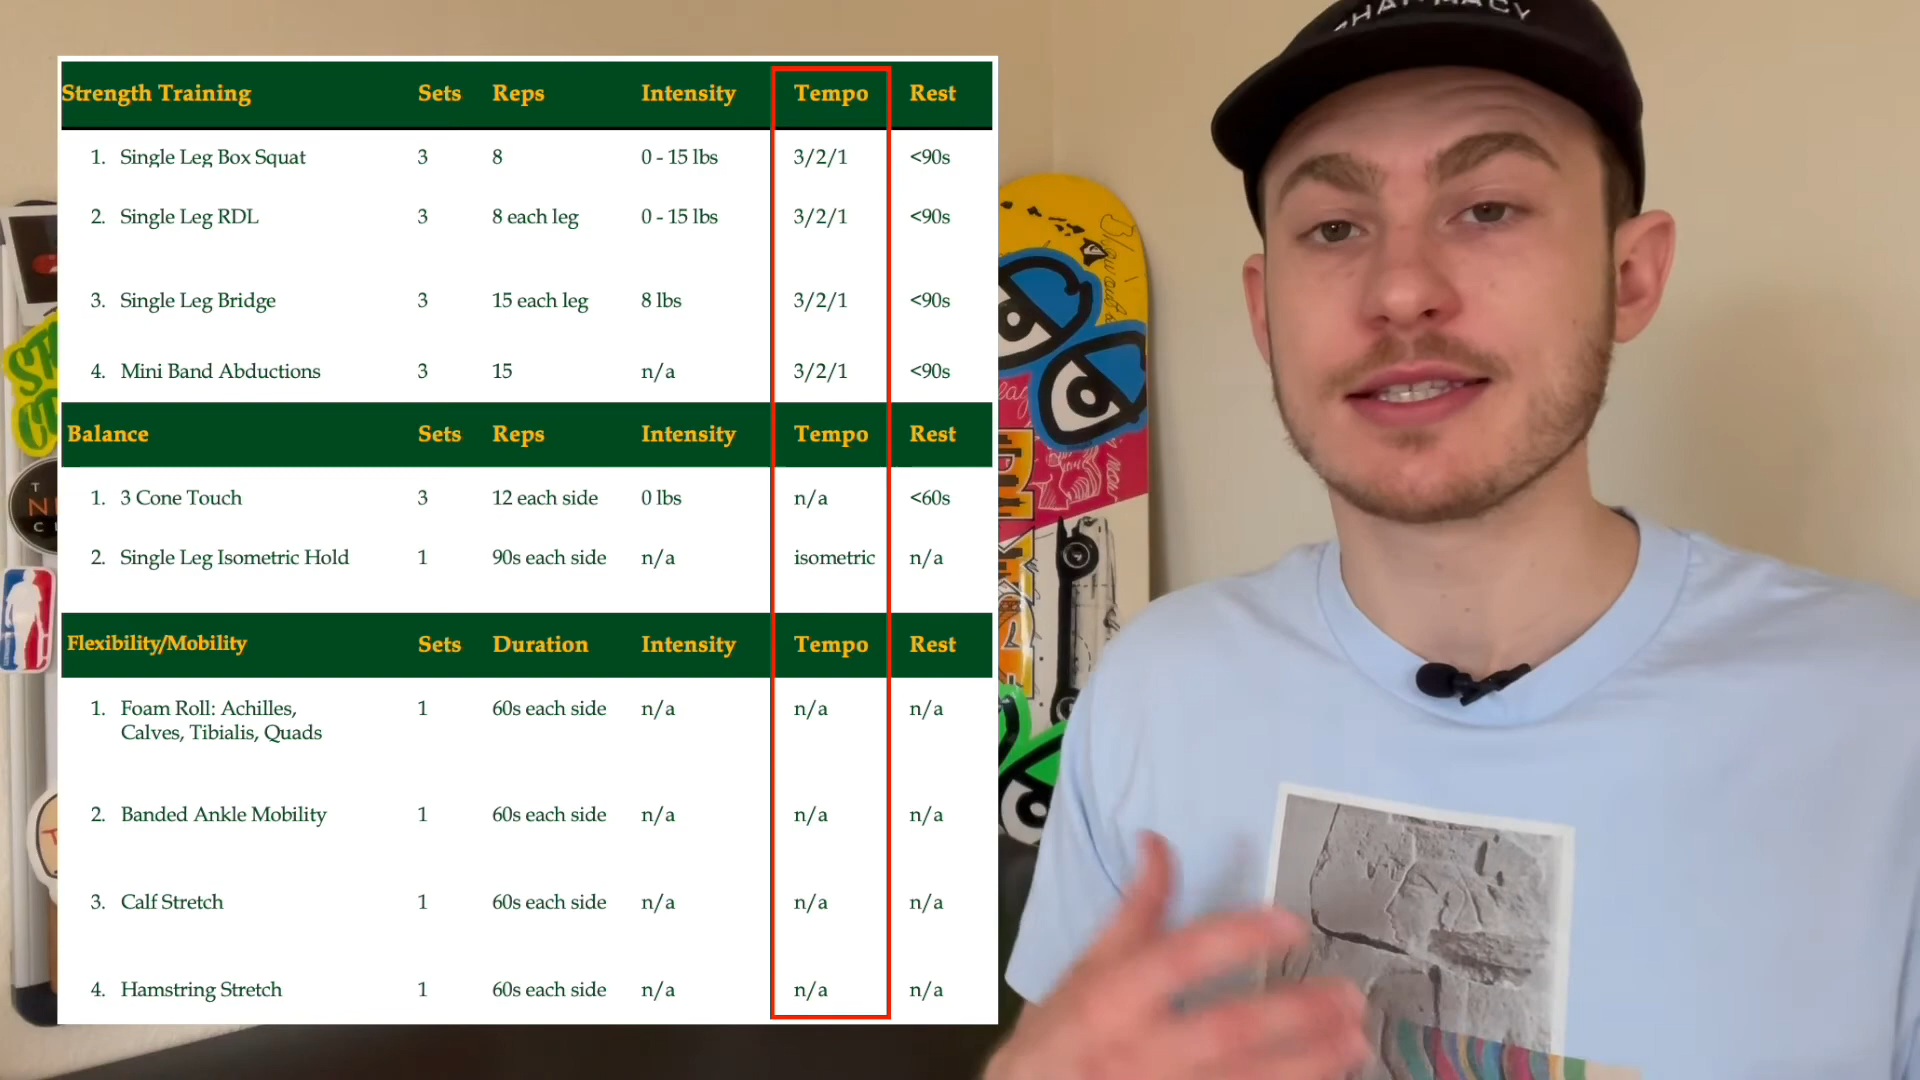 PHARMACY
Strength Training Sets Reps Intensity Tempo Rest
1. Single Leg Box Squat 3 8 0 - 15 lbs 3/2/1 <90s
2. Single Leg RDL 3 8 each leg 0 - 15 lbs 3/2/1 <90s
3. Single Leg Bridge 3 15 each leg 8 lbs 3/2/1 <90s
4. Mini Band Abductions 3 15 n/a 3/2/1 <90s
Balance Sets Reps Intensity Tempo Rest
1. 3 Cone Touch 3 12 each side 0 lbs n/a <60s
2. Single Leg Isometric Hold 1 90s each side n/a isometric n/a
Flexibility/Mobility Sets Duration Intensity Tempo Rest
1. Foam Roll: Achilles, 1 60s each side n/a n/a n/a
Calves, Tibialis, Quads
2. Banded Ankle Mobility 1 60s each side n/a n/a n/a
3. Calf Stretch 1 60s each side n/a n/a n/a
4. Hamstring Stretch 1 60s each side n/a n/a n/a